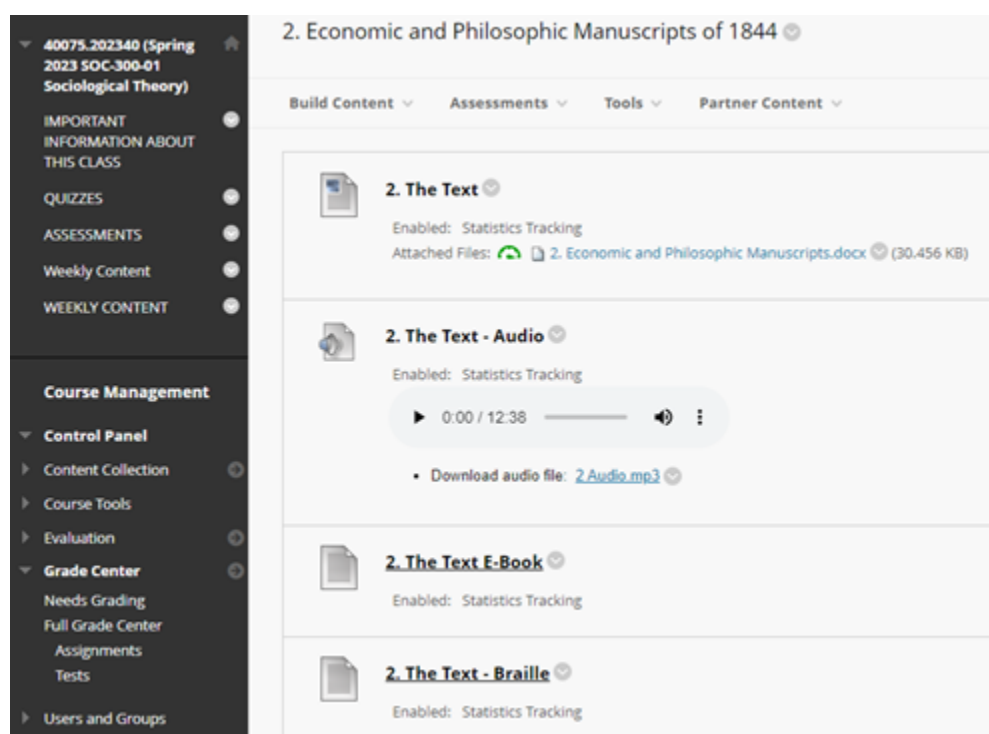 40075.202340 (Spring
2023 SOC-300-01
Sociological Theory)
IMPORTANT
INFORMATION ABOUT
THIS CLASS
QUIZZES
ASSESSMENTS
Weekly Content
WEEKLY CONTENT
Course Management
Control Panel
Content Collection
Course Tools
Evaluation
Grade Center
Needs Grading
Full Grade Center
Assignments
Tests
Users and Groups
2. Economic and Philosophic Manuscripts of 1844
Build Content Assessments Tools Partner Content
2. The Text
Enabled: Statistics Tracking
Attached Files: 2. Economic and Philosophic Manuscripts.docx (30.456 KB)
2. The Text - Audio
Enabled: Statistics Tracking
0:00 / 12:38
• Download audio file: 2.Audio.mp3
2. The Text E-Book
Enabled: Statistics Tracking
2. The Text - Braille
Enabled: Statistics Tracking